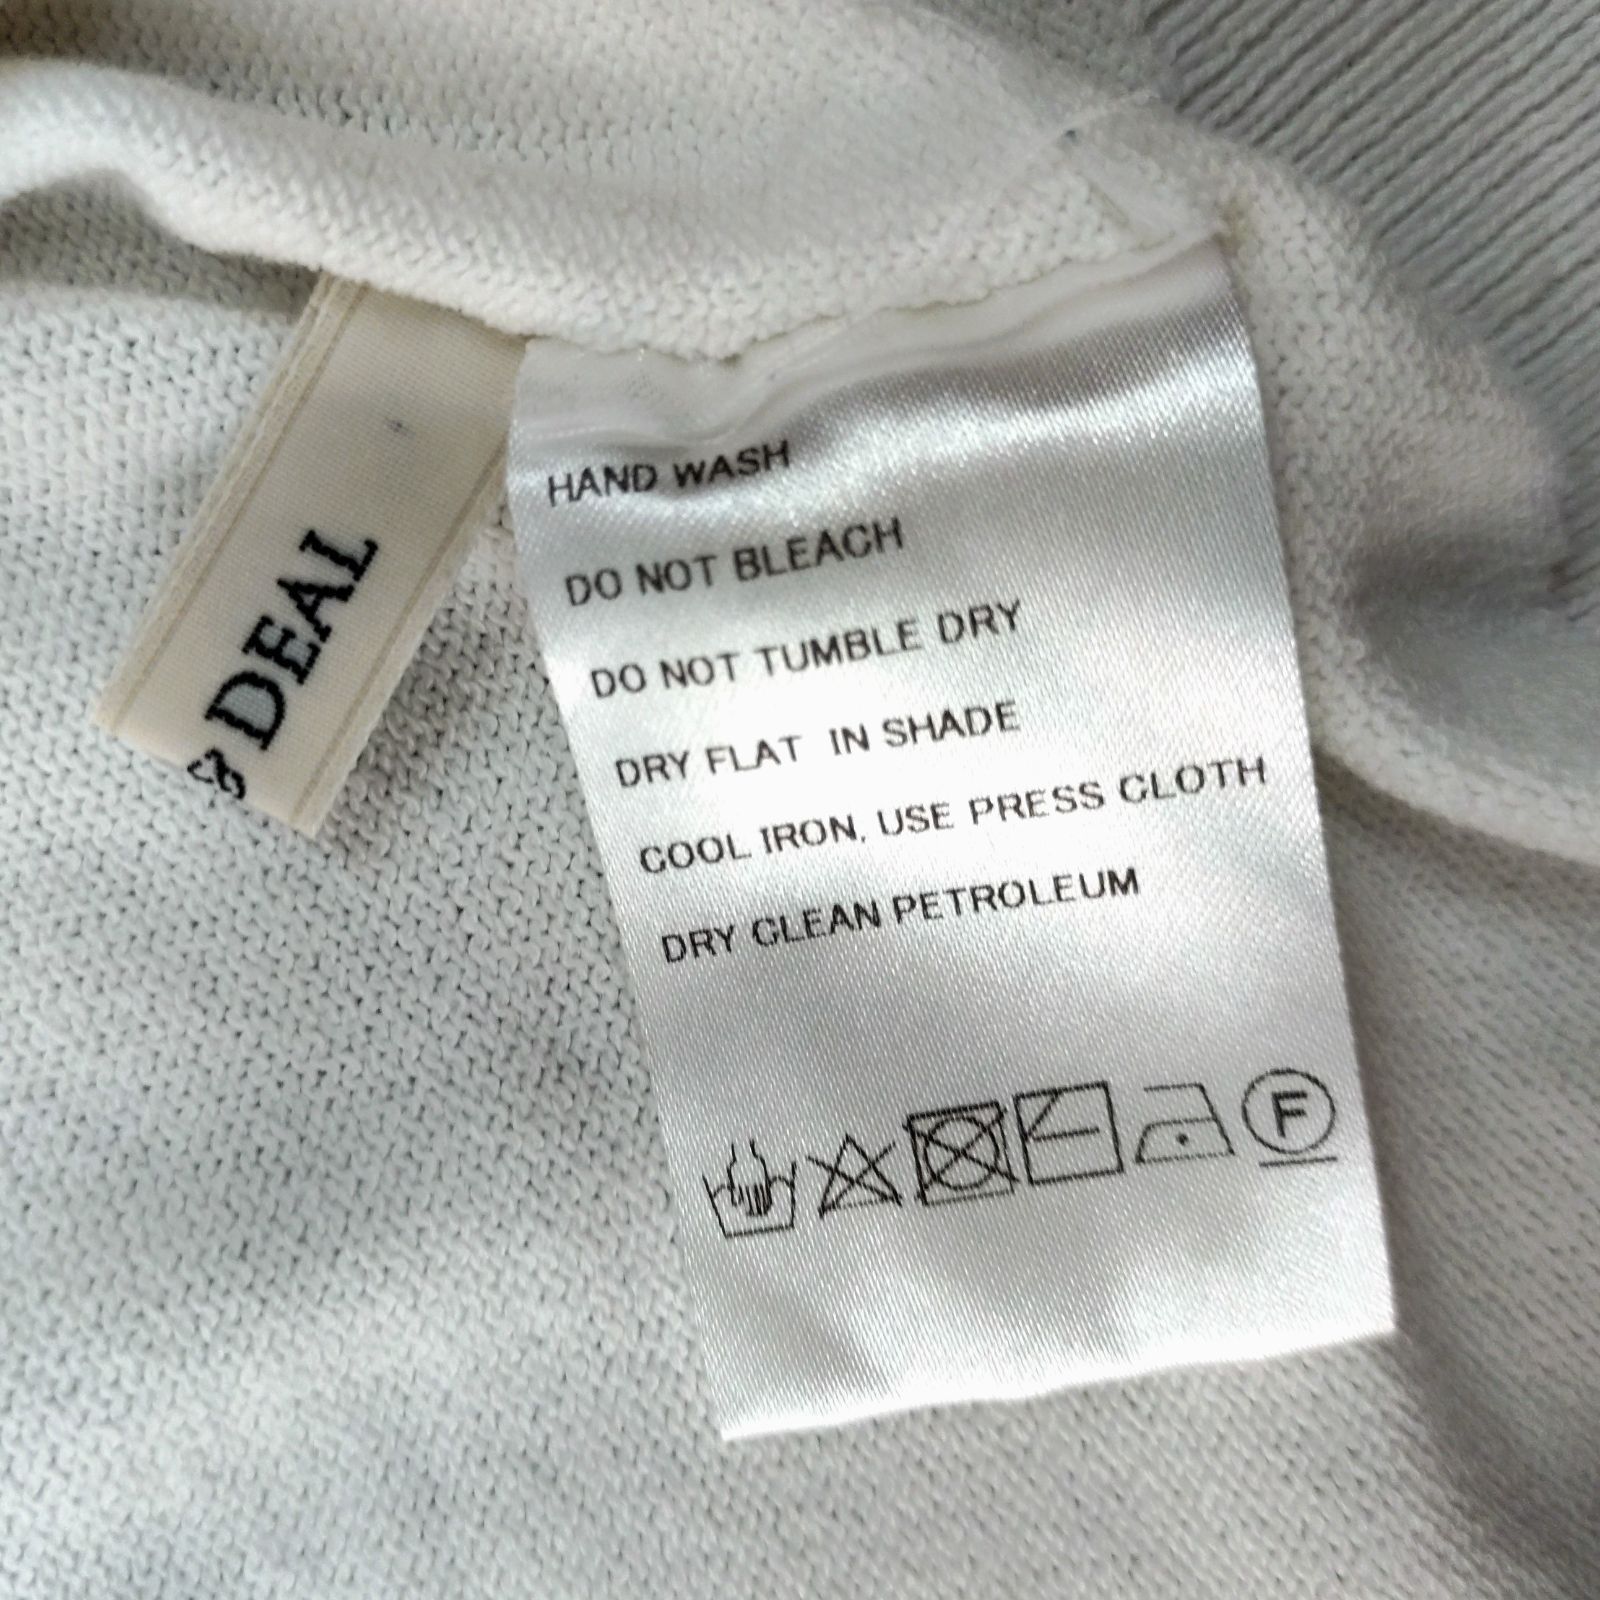 HAND WASH
DO NOT BLEACH
DO NOT TUMBLE DRY
DRY FLAT IN SHADE
COOL IRON, USE PRESS CLOTH
DRY CLEAN PETROLEUM
F
& DEAL